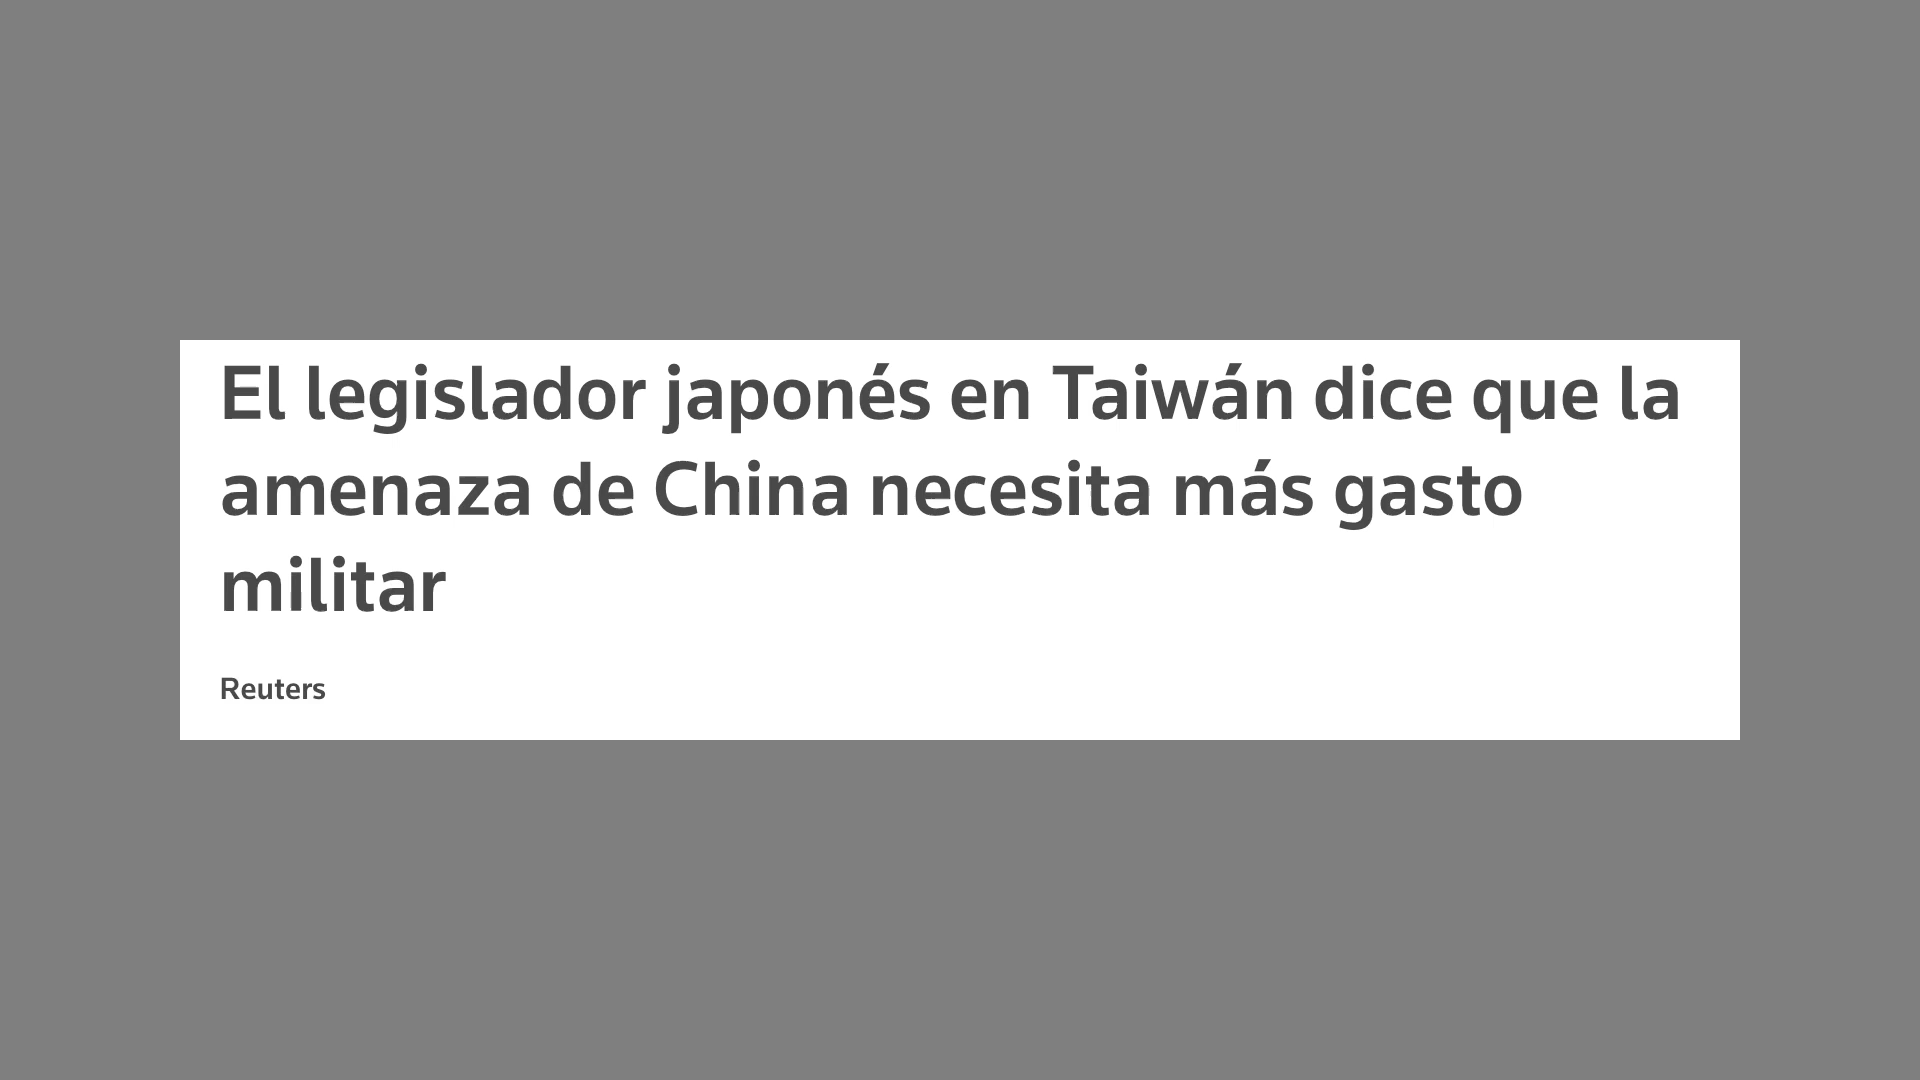 El legislador japonés en Taiwán dice que la
amenaza de China necesita más gasto
militar
Reuters